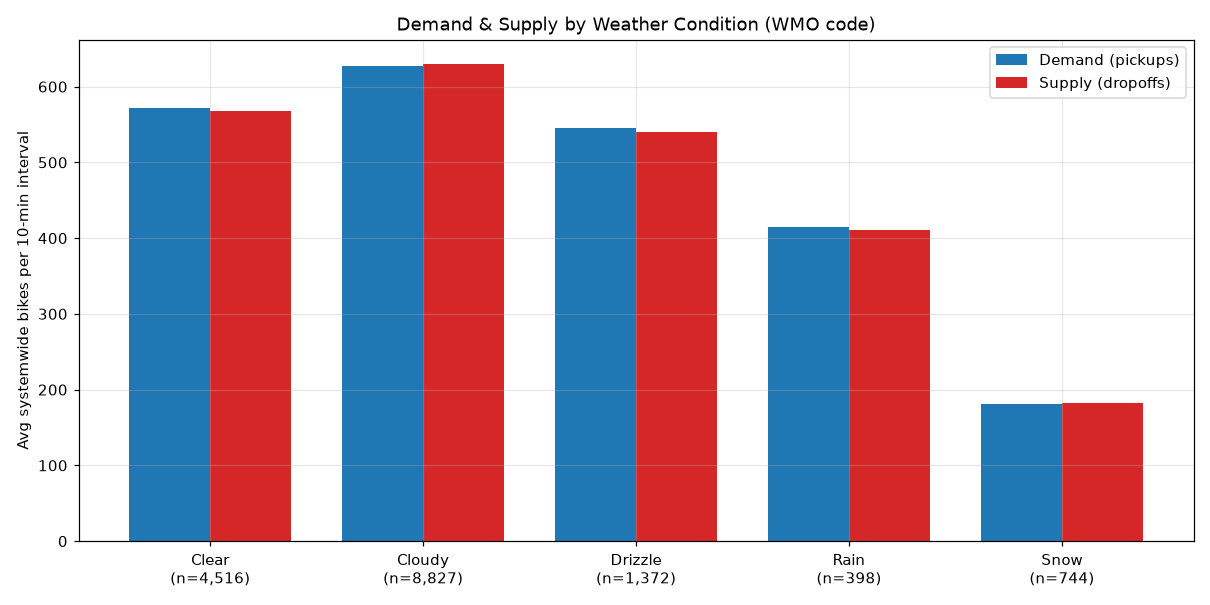 Demand & Supply by Weather Condition (WMO code)
Demand (pickups)
Supply (dropoffs)
Avg systemwide bikes per 10-min interval
600
500
400
300
200
100
0
Clear
(n=4,516)
Cloudy
(n=8,827)
Drizzle
(n=1,372)
Rain
(n=398)
Snow
(n=744)